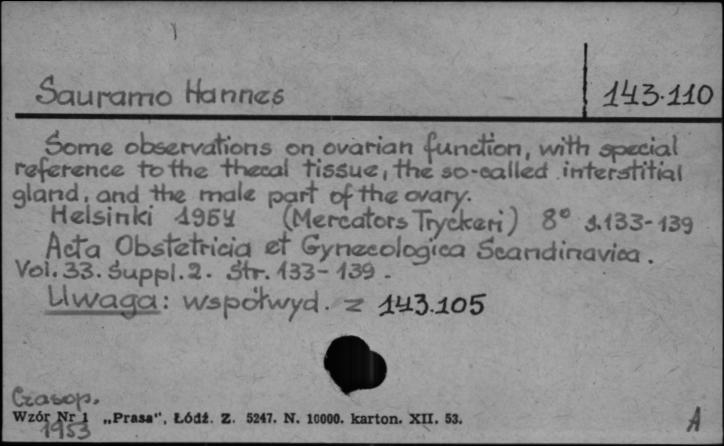 Sauramo Hannes
143.110
Some observations on ovarian function, with special
reference to the thecal tissue, the so-called interstitial
gland, and the male part of the ovary.
Helsinki 1954 (Mercators Tryckeri) 8° s.133-139
Acta Obstetricia et Gynecologica Scandinavica.
Vol. 33. Suppl. 2. Str. 133-139.
Uwaga: współwyd. z 143.105
Czasop.
Wzór Nr 1 „Prasa", Łódź. Z. 5247. N. 10000. karton. XII. 53.
1953
A